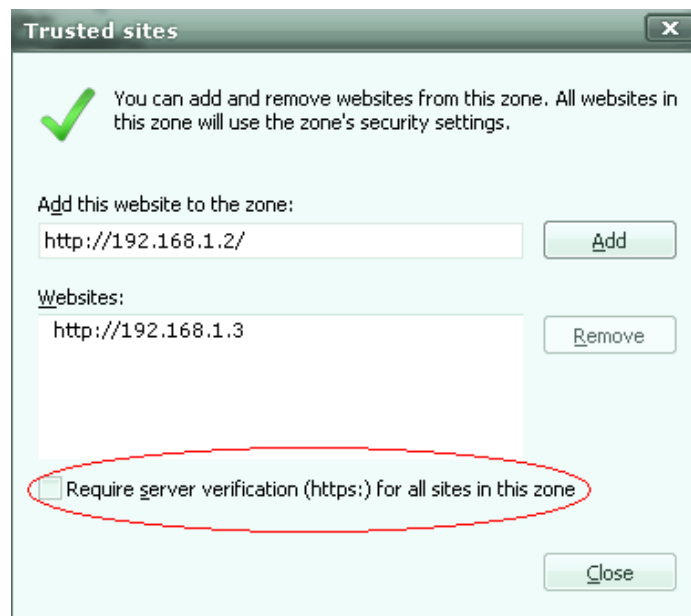 Trusted sites
You can add and remove websites from this zone. All websites in
this zone will use the zone's security settings.
Add this website to the zone:
http://192.168.1.2/
Add
Websites:
http://192.168.1.3
Remove
Require server verification (https:) for all sites in this zone
Close